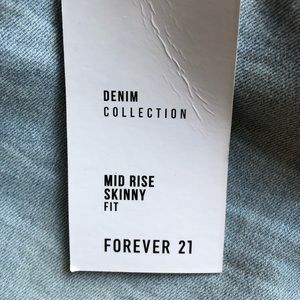 DENIM
COLLECTION
MID RISE
SKINNY
FIT
FOREVER 21